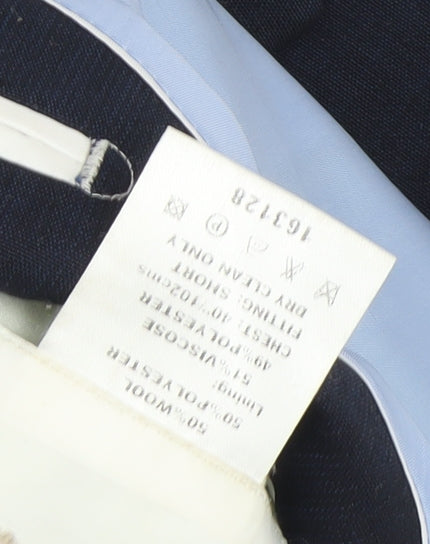 50%WOOL
50%POLYESTER
Lining:
51%VISCOSE
49%POLYESTER
CHEST: 40"/102cms
FITTING: SHORT
DRY CLEAN ONLY
P
163128